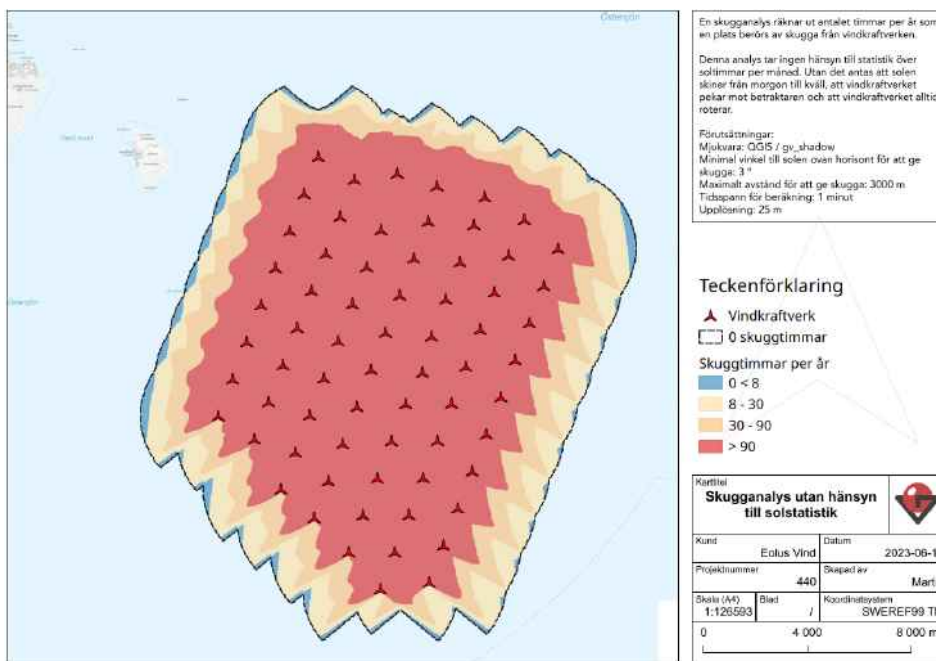 Östersjön
En skugganalys räknar ut antalet timmar per år som
en plats berörs av skugga från vindkraftverken.
Denna analys tar ingen hänsyn till statistik över
soltimmar per månad. Utan det antas att solen
skiner från morgon till kväll, att vindkraftverket
pekar mot betraktaren och att vindkraftverket alltid
roterar.
Förutsättningar:
Mjukvara: QGIS / gv_shadow
Minimal vinkel till solen ovan horisont för att ge
skugga: 3 °
Maximalt avstånd för att ge skugga: 3000 m
Tidsspann för beräkning: 1 minut
Upplösning: 25 m
Teckenförklaring
Vindkraftverk
0 skuggtimmar
Skuggtimmar per år
0 < 8
8 - 30
30 - 90
> 90
Karttitel
Skugganalys utan hänsyn
till solstatistik
Kund
Eolus Vind
Datum
2023-06-1
Projektnummer
440
Skapad av
Marti
Skala (A4)
1:126593
Blad
/
Koordinatsystem
SWEREF99 T
0 4 000 8 000 m